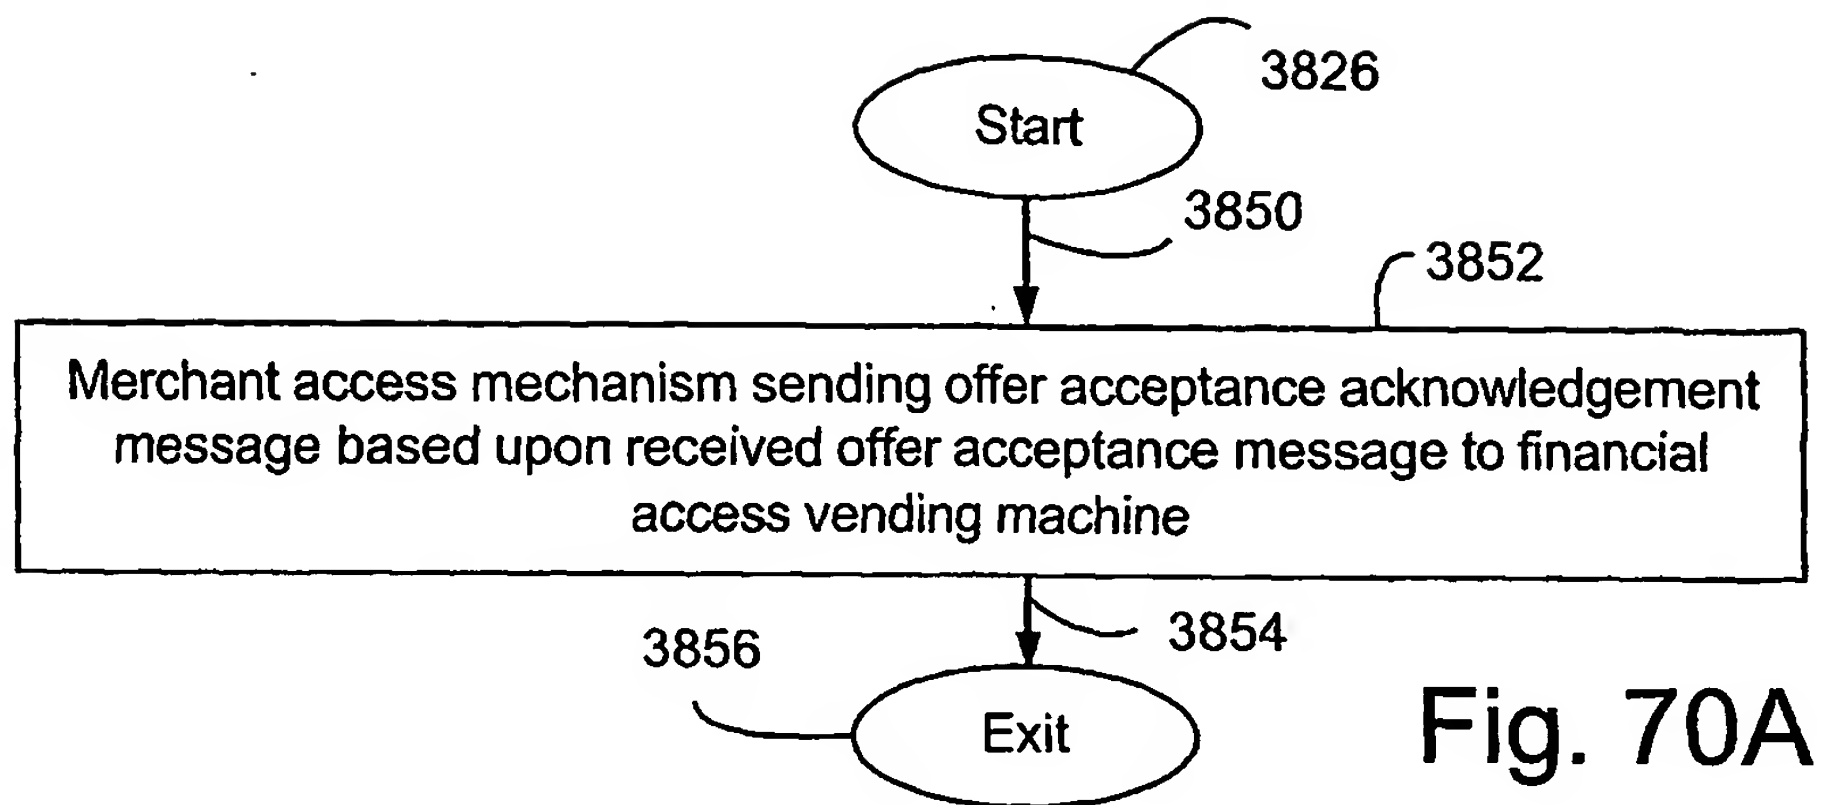 3826
Start
3850
3852
Merchant access mechanism sending offer acceptance acknowledgement
message based upon received offer acceptance message to financial
access vending machine
3854
3856
Exit
Fig. 70A